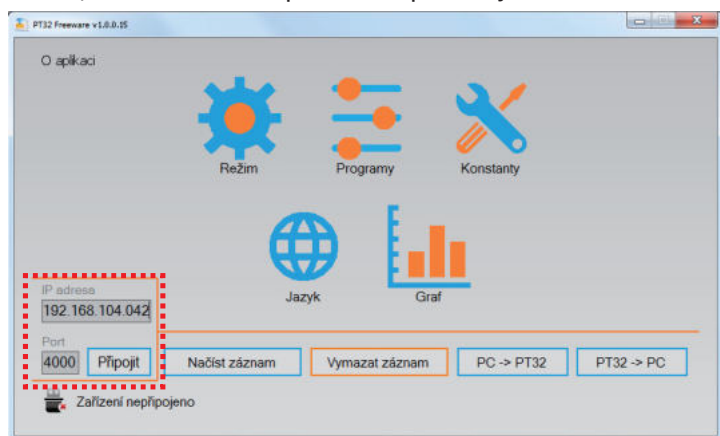 PT32 Freeware v1.0.0.15
O aplikaci
Režim
Programy
Konstanty
Jazyk
Graf
IP adresa
192.168.104.042
Port
4000
Připojit
Načíst záznam
Vymazat záznam
PC -> PT32
PT32 -> PC
Zařízení nepřipojeno